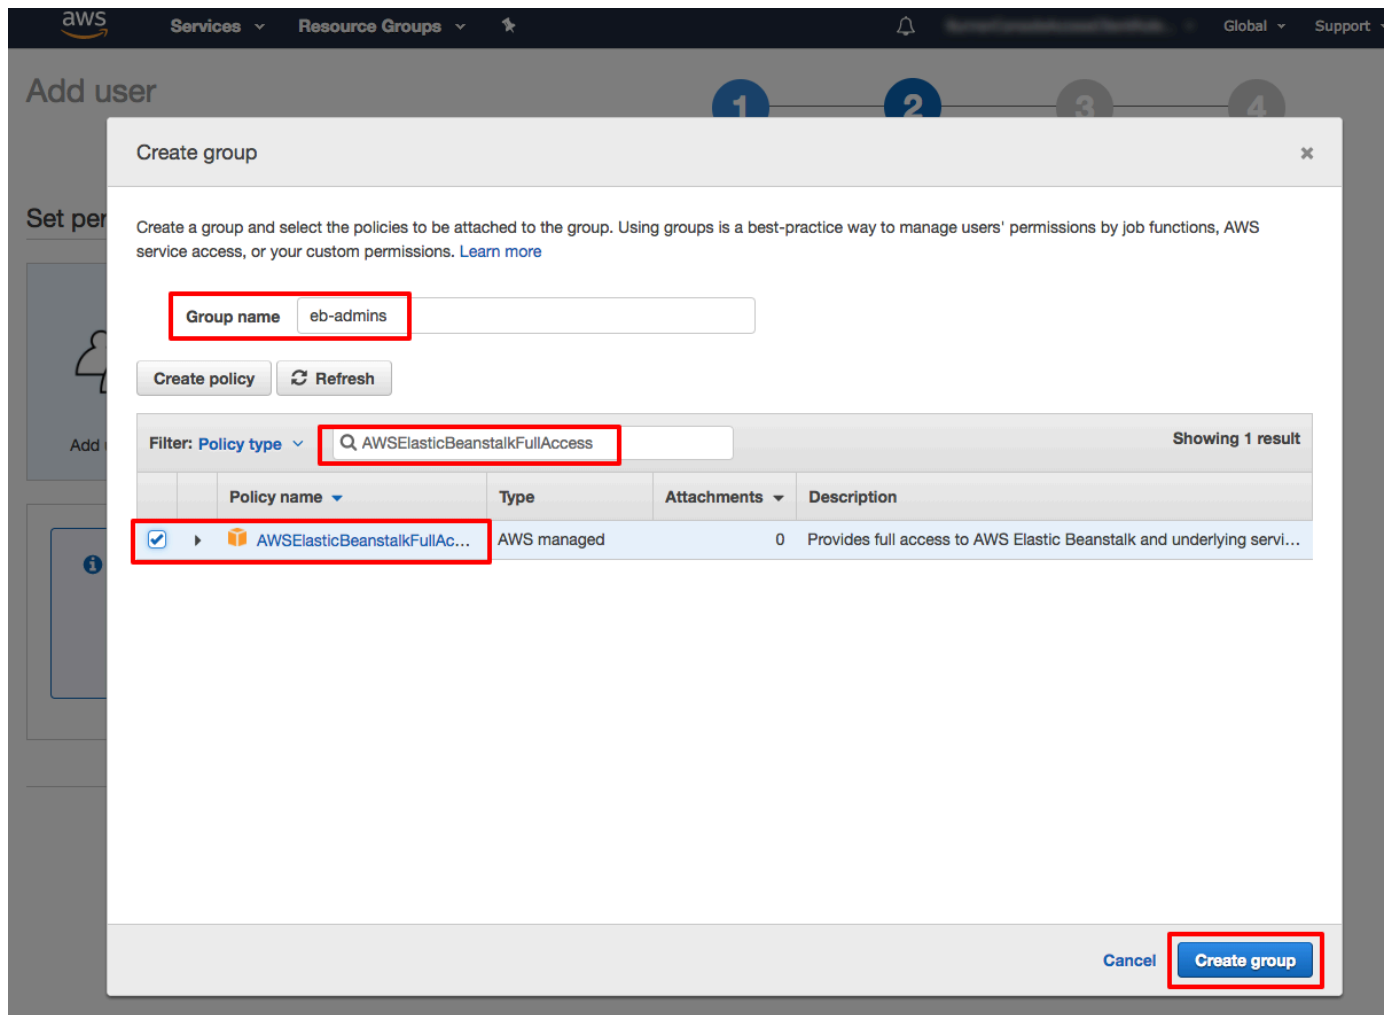 aws Services Resource Groups Global Support
Add user
1 2 3 4
Create group
Set per
Create a group and select the policies to be attached to the group. Using groups is a best-practice way to manage users' permissions by job functions, AWS
service access, or your custom permissions. Learn more
Group name eb-admins
Create policy Refresh
Add
Filter: Policy type AWSElasticBeanstalkFullAccess Showing 1 result
Policy name Type Attachments Description
AWSElasticBeanstalkFullAc... AWS managed 0 Provides full access to AWS Elastic Beanstalk and underlying servi...
Cancel Create group